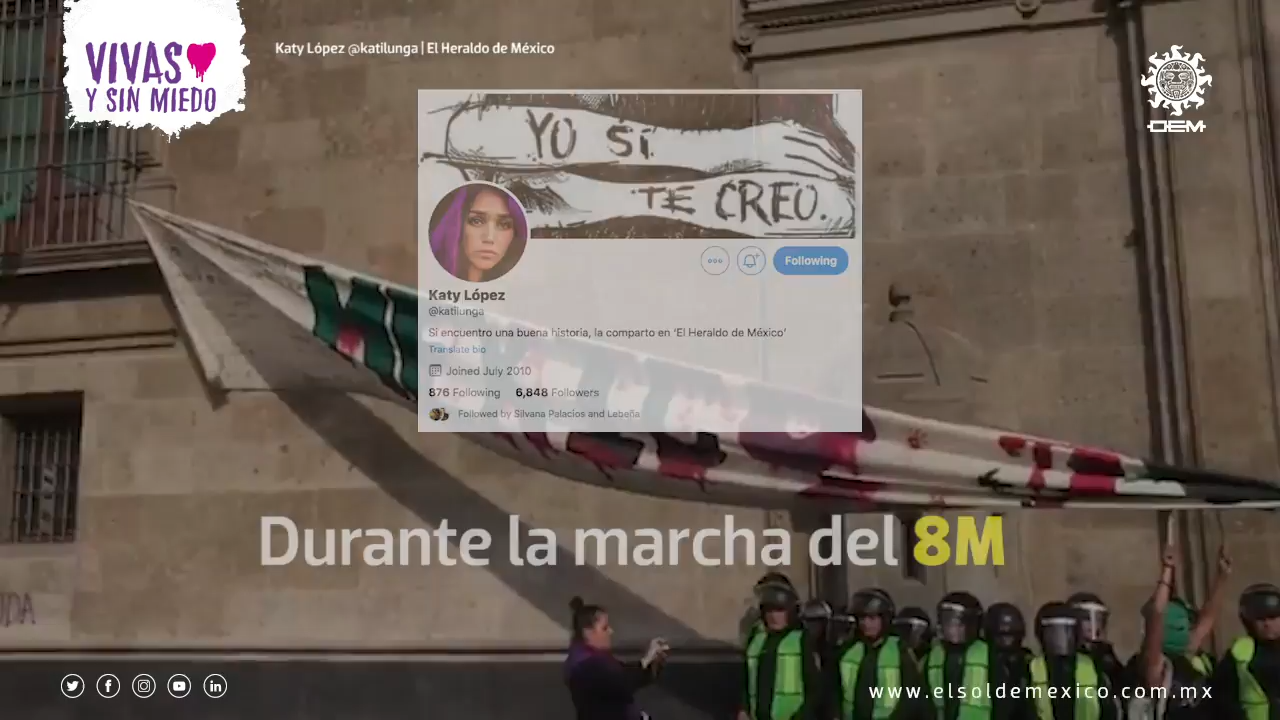 VIVAS
Y SIN MIEDO
Katy López @katilunga | El Heraldo de México
OEM
YO SÍ
TE CREO.
Following
Katy López
@katilunga
Si encuentro una buena historia, la comparto en ‘El Heraldo de México’
Translate bio
Joined July 2010
876 Following 6,848 Followers
Followed by Silvana Palacios and Lebeña
Durante la marcha del 8M
www.elsoldemexico.com.mx